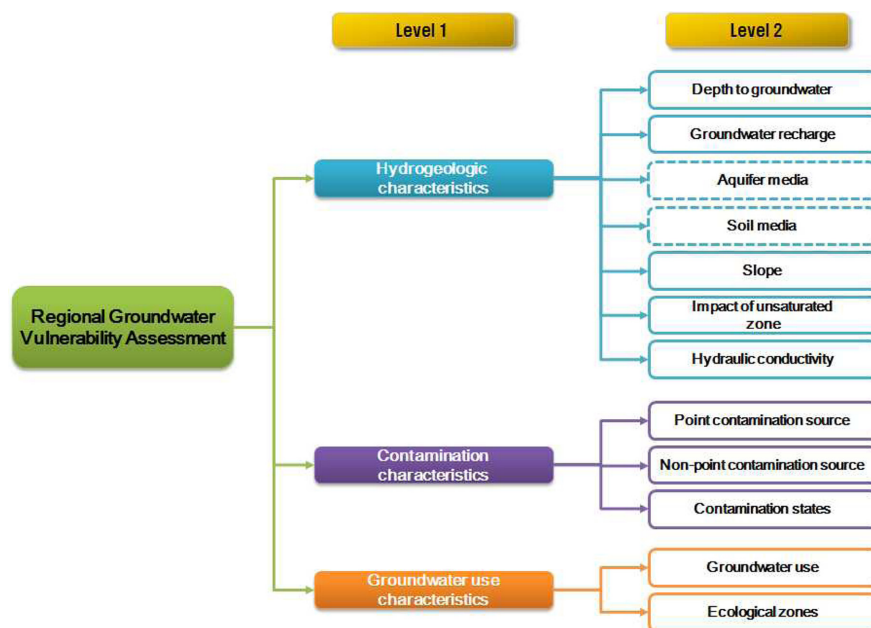 Level 1
Level 2
Regional Groundwater
Vulnerability Assessment
Hydrogeologic
characteristics
Depth to groundwater
Groundwater recharge
Aquifer media
Soil media
Slope
Impact of unsaturated
zone
Hydraulic conductivity
Contamination
characteristics
Point contamination source
Non-point contamination source
Contamination states
Groundwater use
characteristics
Groundwater use
Ecological zones